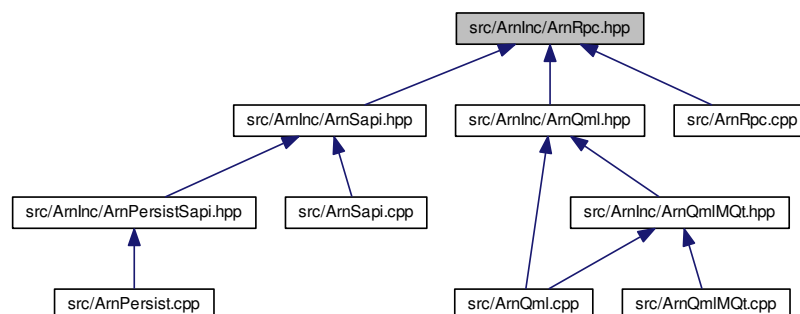 src/ArnInc/ArnRpc.hpp
src/ArnInc/ArnSapi.hpp
src/ArnInc/ArnQml.hpp
src/ArnRpc.cpp
src/ArnInc/ArnPersistSapi.hpp
src/ArnSapi.cpp
src/ArnInc/ArnQmlMQt.hpp
src/ArnPersist.cpp
src/ArnQml.cpp
src/ArnQmlMQt.cpp